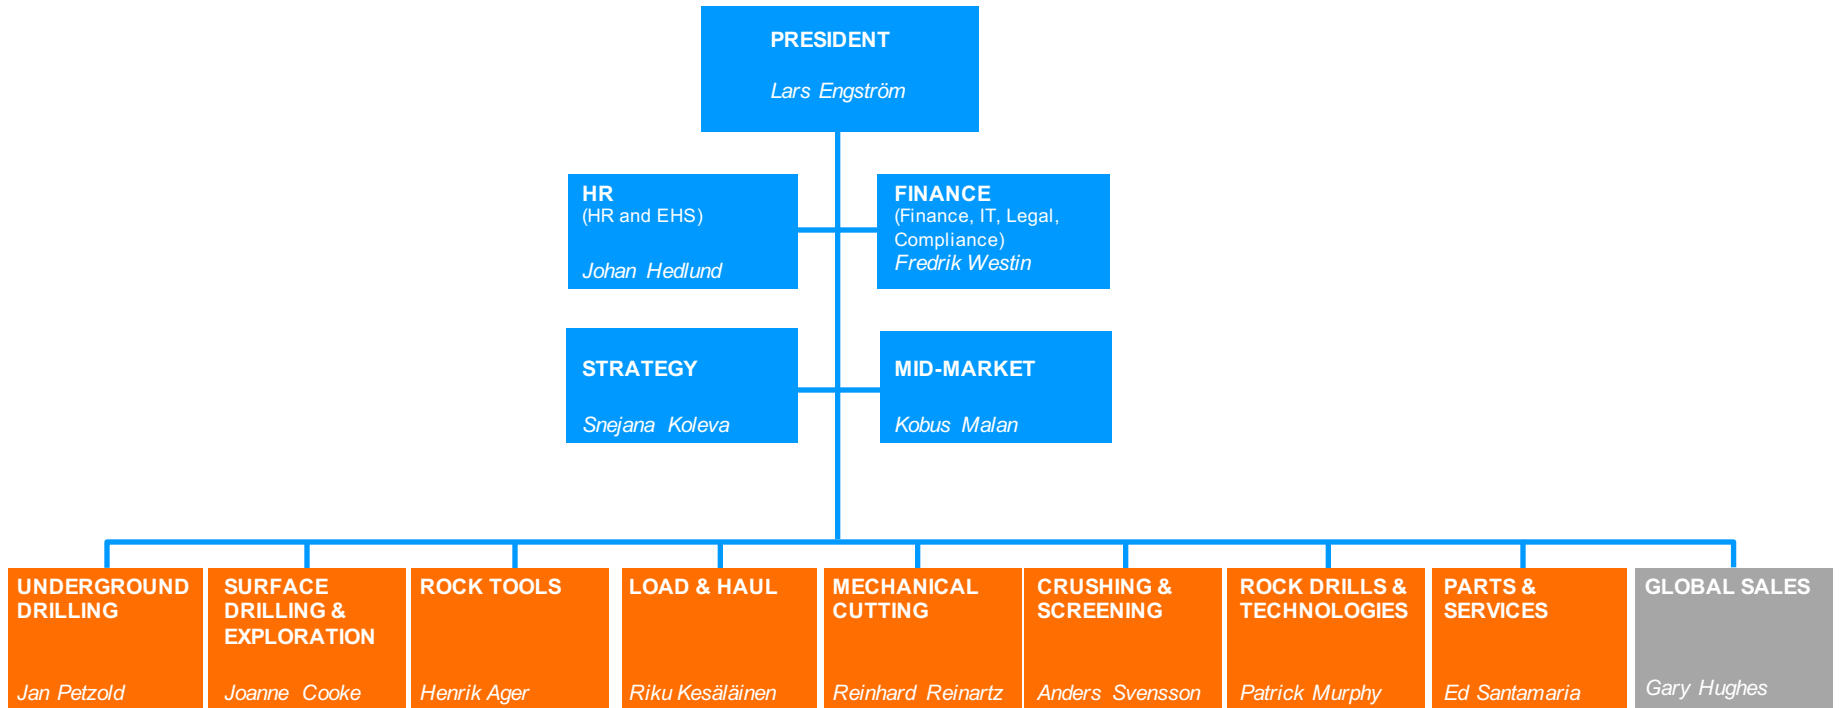 PRESIDENT
Lars Engström
HR
(HR and EHS)
Johan Hedlund
FINANCE
(Finance, IT, Legal,
Compliance)
Fredrik Westin
STRATEGY
Snejana Koleva
MID-MARKET
Kobus Malan
UNDERGROUND
DRILLING
Jan Petzold
SURFACE
DRILLING &
EXPLORATION
Joanne Cooke
ROCK TOOLS
Henrik Ager
LOAD & HAUL
Riku Kesäläinen
MECHANICAL
CUTTING
Reinhard Reinartz
CRUSHING &
SCREENING
Anders Svensson
ROCK DRILLS &
TECHNOLOGIES
Patrick Murphy
PARTS &
SERVICES
Ed Santamaria
GLOBAL SALES
Gary Hughes